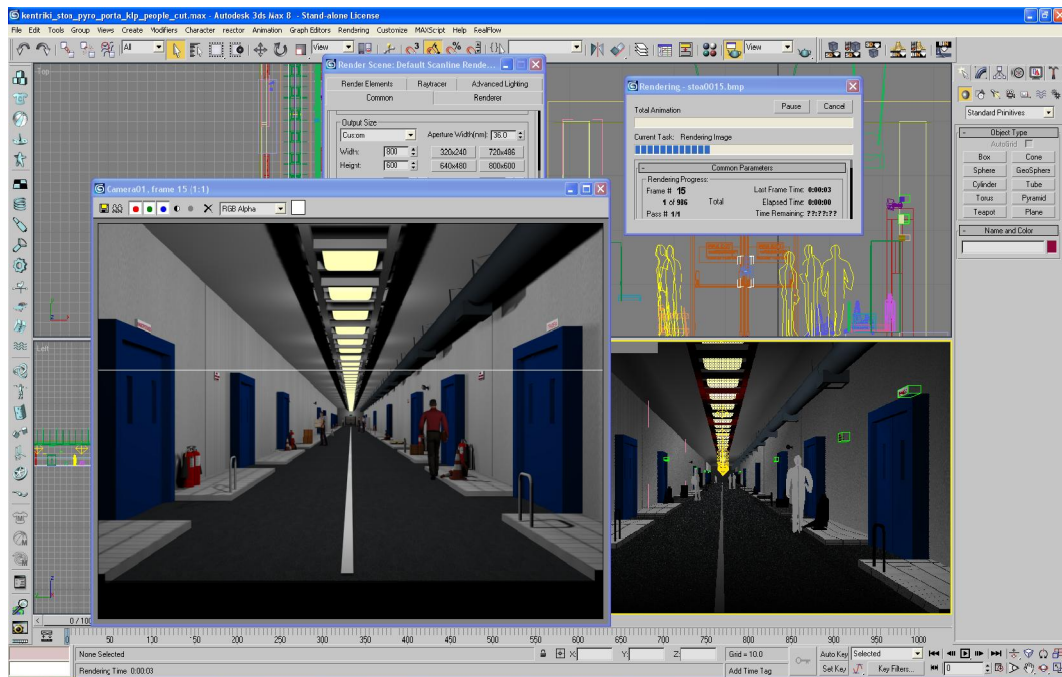 kentriki_stoa_pyro_porta_klp_people_cut.max - Autodesk 3ds Max 8 - Stand-alone License
File Edit Tools Group Views Create Modifiers Character reactor Animation Graph Editors Rendering Customize MAXScript Help RealFlow
All
View
View
Top
Render Scene: Default Scanline Rende...
Render Elements Raytracer Advanced Lighting
Common Renderer
Output Size
Custom Aperture Width(mm): 36.0
Width: 800 320x240 720x486
Height: 600 640x480 800x600
Rendering - stoa0015.bmp
Total Animation Pause Cancel
Current Task: Rendering Image
Common Parameters
Rendering Progress:
Frame # 15 Last Frame Time: 0:00:03
1 of 986 Total Elapsed Time: 0:00:00
Pass # 1/1 Time Remaining: ??:??:??
Standard Primitives
Object Type
AutoGrid
Box Cone
Sphere GeoSphere
Cylinder Tube
Torus Pyramid
Teapot Plane
Name and Color
Camera01, frame 15 (1:1)
RGB Alpha
Left
0 / 100
50 100 150 200 250 300 350 400 450 500 550 600 650 700 750 800 850 900 950 1000
None Selected X: Y: Z: Grid = 10.0 Auto Key Selected
Rendering Time 0:00:03 Add Time Tag Set Key Key Filters... 0